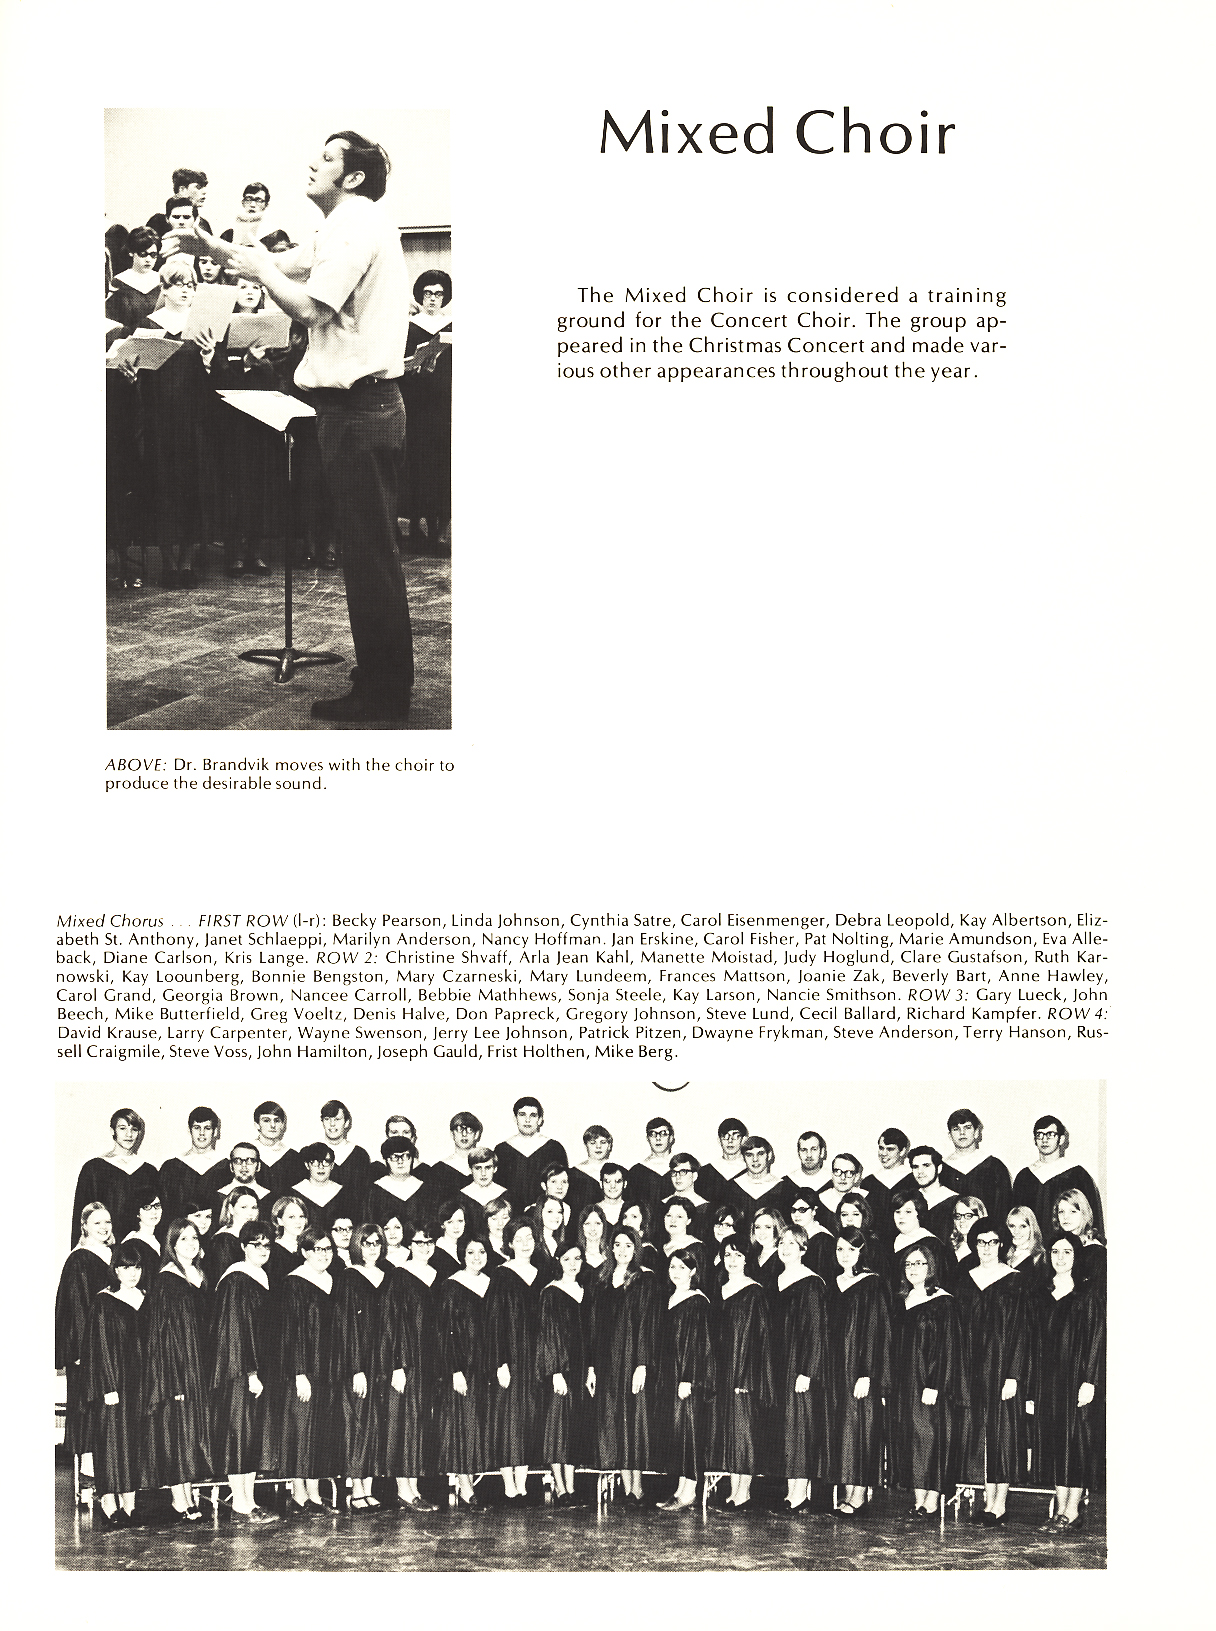 Mixed Choir
The Mixed Choir is considered a training
ground for the Concert Choir. The group ap-
peared in the Christmas Concert and made var-
ious other appearances throughout the year.
ABOVE: Dr. Brandvik moves with the choir to
produce the desirable sound.
Mixed Chorus . . . FIRST ROW (l-r): Becky Pearson, Linda Johnson, Cynthia Satre, Carol Eisenmenger, Debra Leopold, Kay Albertson, Eliz-
abeth St. Anthony, Janet Schlaeppi, Marilyn Anderson, Nancy Hoffman. Jan Erskine, Carol Fisher, Pat Nolting, Marie Amundson, Eva Alle-
back, Diane Carlson, Kris Lange. ROW 2: Christine Shvaff, Arla Jean Kahl, Manette Moistad, Judy Hoglund, Clare Gustafson, Ruth Kar-
nowski, Kay Loounberg, Bonnie Bengston, Mary Czarneski, Mary Lundeem, Frances Mattson, Joanie Zak, Beverly Bart, Anne Hawley,
Carol Grand, Georgia Brown, Nancee Carroll, Bebbie Mathhews, Sonja Steele, Kay Larson, Nancie Smithson. ROW 3: Gary Lueck, John
Beech, Mike Butterfield, Greg Voeltz, Denis Halve, Don Papreck, Gregory Johnson, Steve Lund, Cecil Ballard, Richard Kampfer. ROW 4:
David Krause, Larry Carpenter, Wayne Swenson, Jerry Lee Johnson, Patrick Pitzen, Dwayne Frykman, Steve Anderson, Terry Hanson, Rus-
sell Craigmile, Steve Voss, John Hamilton, Joseph Gauld, Frist Holthen, Mike Berg.